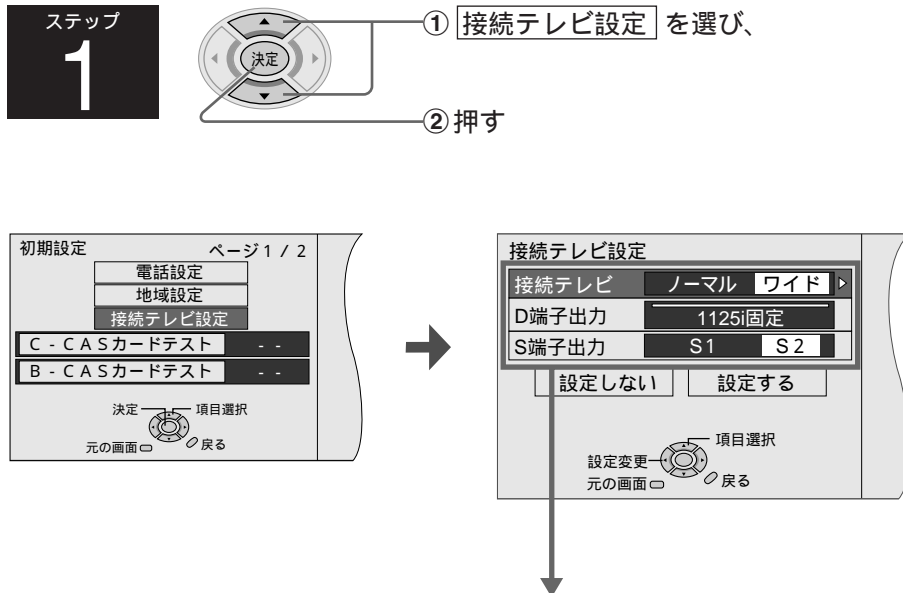 ステップ
1
決定
① 接続テレビ設定 を選び、
② 押す
初期設定 ページ1 / 2
電話設定
地域設定
接続テレビ設定
C - CASカードテスト - -
B - CASカードテスト - -
決定 項目選択
元の画面 戻る
接続テレビ設定
接続テレビ ノーマル ワイド
D端子出力 1125i固定
S端子出力 S1 S2
設定しない 設定する
項目選択
設定変更
元の画面 戻る